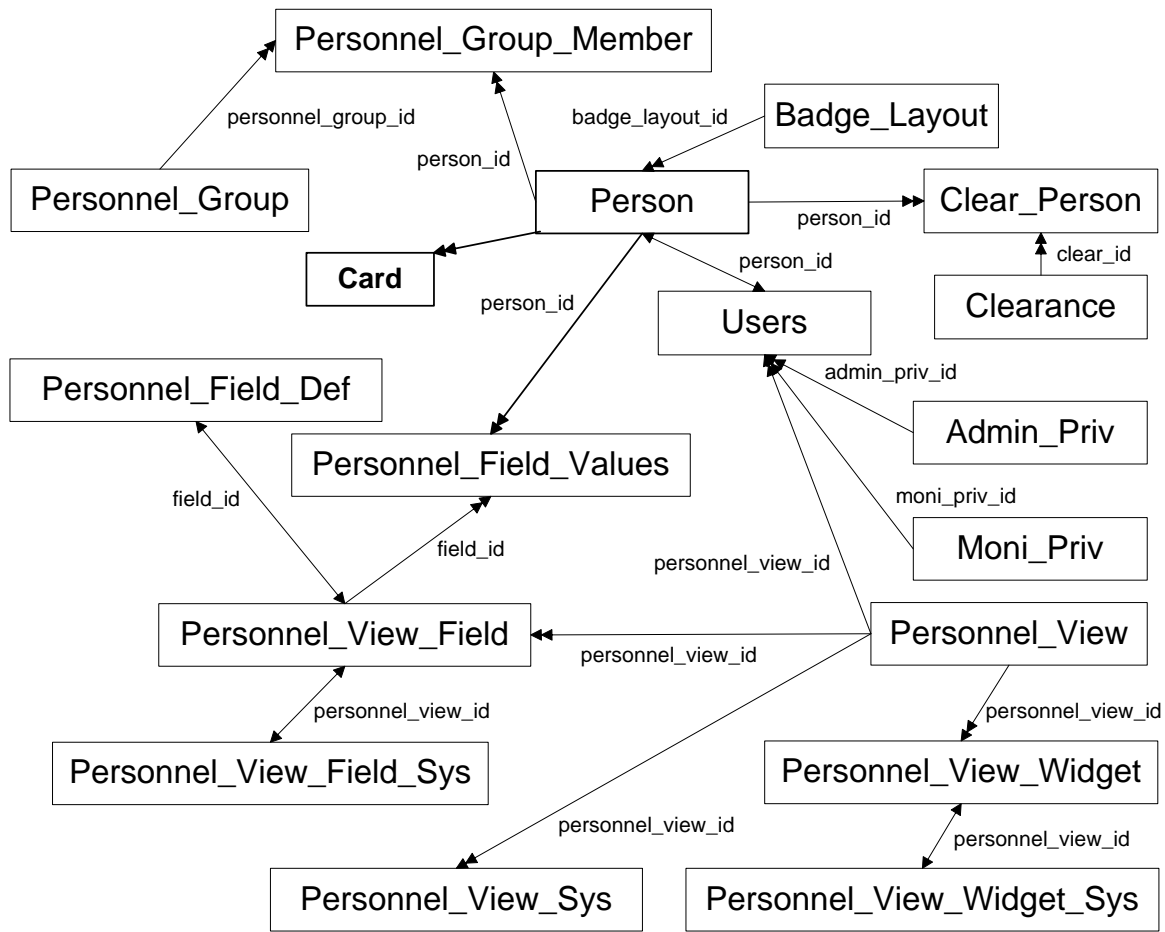 Personnel_Group_Member
personnel_group_id
badge_layout_id
Badge_Layout
person_id
Personnel_Group
Person
Clear_Person
person_id
Card
person_id
clear_id
person_id
Users
Clearance
Personnel_Field_Def
admin_priv_id
Admin_Priv
Personnel_Field_Values
field_id
moni_priv_id
field_id
personnel_view_id
Moni_Priv
Personnel_View_Field
Personnel_View
personnel_view_id
personnel_view_id
personnel_view_id
Personnel_View_Field_Sys
Personnel_View_Widget
personnel_view_id
personnel_view_id
Personnel_View_Sys
Personnel_View_Widget_Sys